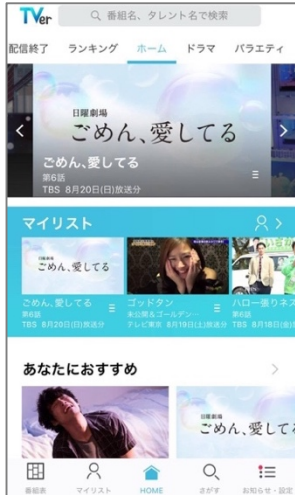 TVer
番組名、タレント名で検索
配信終了 ランキング ホーム ドラマ バラエティ
日曜劇場
ごめん、愛してる
ごめん、愛してる
第6話
TBS 8月20日(日)放送分
マイリスト
日曜劇場
ごめん、愛してる
ごめん、愛してる
第6話
TBS 8月20日(日)放送分
ゴッドタン
未公開&ゴールデン…
テレビ東京 8月19日(土)放送分
ハロー張りネズ
第6話
TBS 8月18日(金)
あなたにおすすめ
日曜劇場
ごめん、愛して
番組表 マイリスト HOME さがす お知らせ・設定